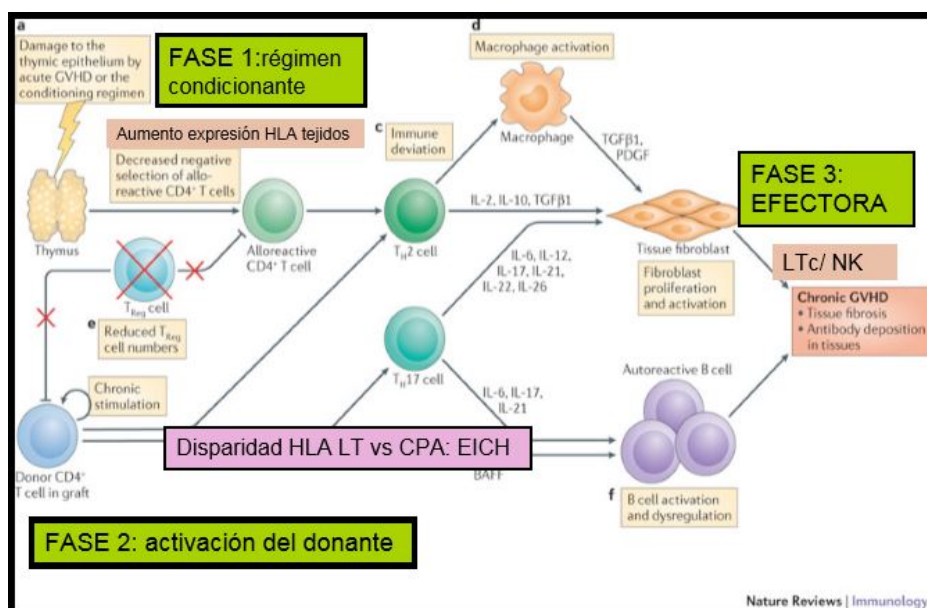 a
Damage to the
thymic epithelium by
acute GVHD or the
conditioning regimen
FASE 1:régimen
condicionante
d
Macrophage activation
Macrophage
TGFβ1,
PDGF
Aumento expresión HLA tejidos
Decreased negative
selection of allo-
reactive CD4⁺ T cells
c
Immune
deviation
Thymus
Alloreactive
CD4⁺ T cell
TH2 cell
IL-2, IL-10, TGFβ1
FASE 3:
EFECTORA
Tissue fibroblast
LTc/ NK
IL-6, IL-12,
IL-17, IL-21,
IL-22, IL-26
Fibroblast
proliferation
and activation
Chronic GVHD
• Tissue fibrosis
• Antibody deposition
in tissues
TReg cell
e
Reduced TReg
cell numbers
TH17 cell
Autoreactive B cell
IL-6, IL-17,
IL-21
Chronic
stimulation
Disparidad HLA LT vs CPA: EICH
BAFF
Donor CD4⁺
T cell in graft
f
B cell activation
and dysregulation
FASE 2: activación del donante
Nature Reviews | Immunology